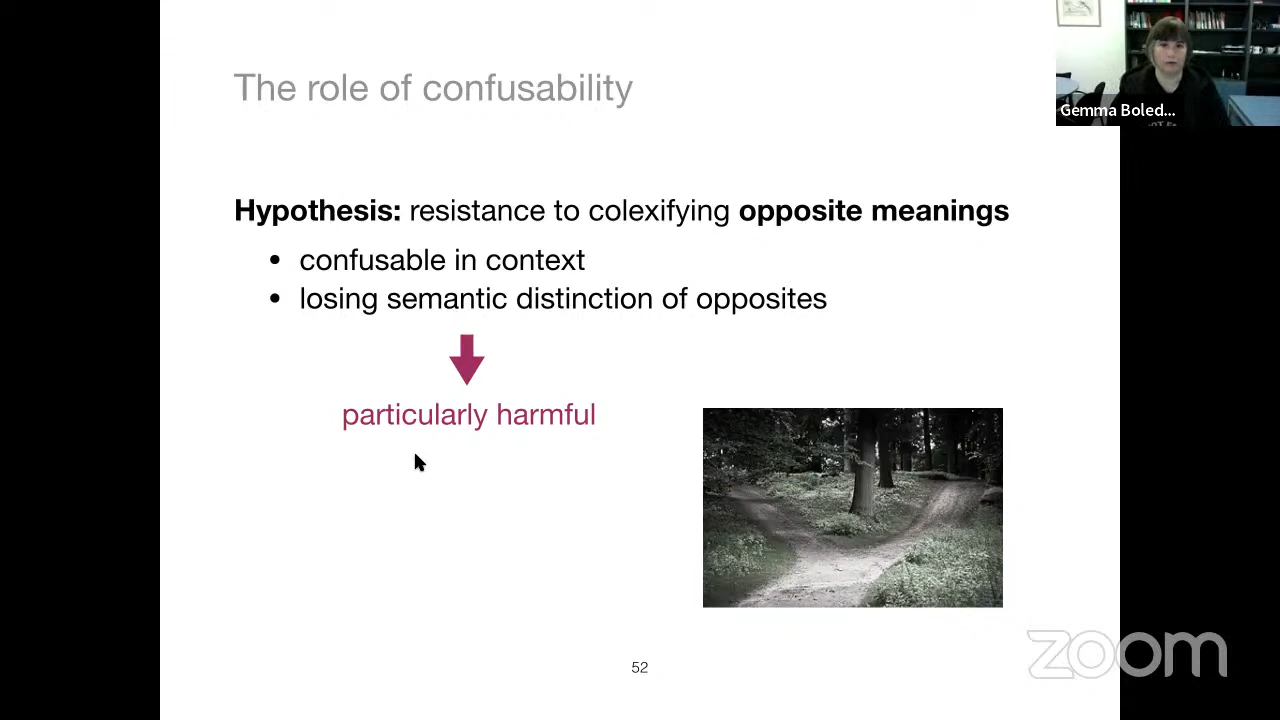 The role of confusability
Gemma Boled...
Hypothesis: resistance to colexifying opposite meanings
• confusable in context
• losing semantic distinction of opposites
particularly harmful
zoom
52